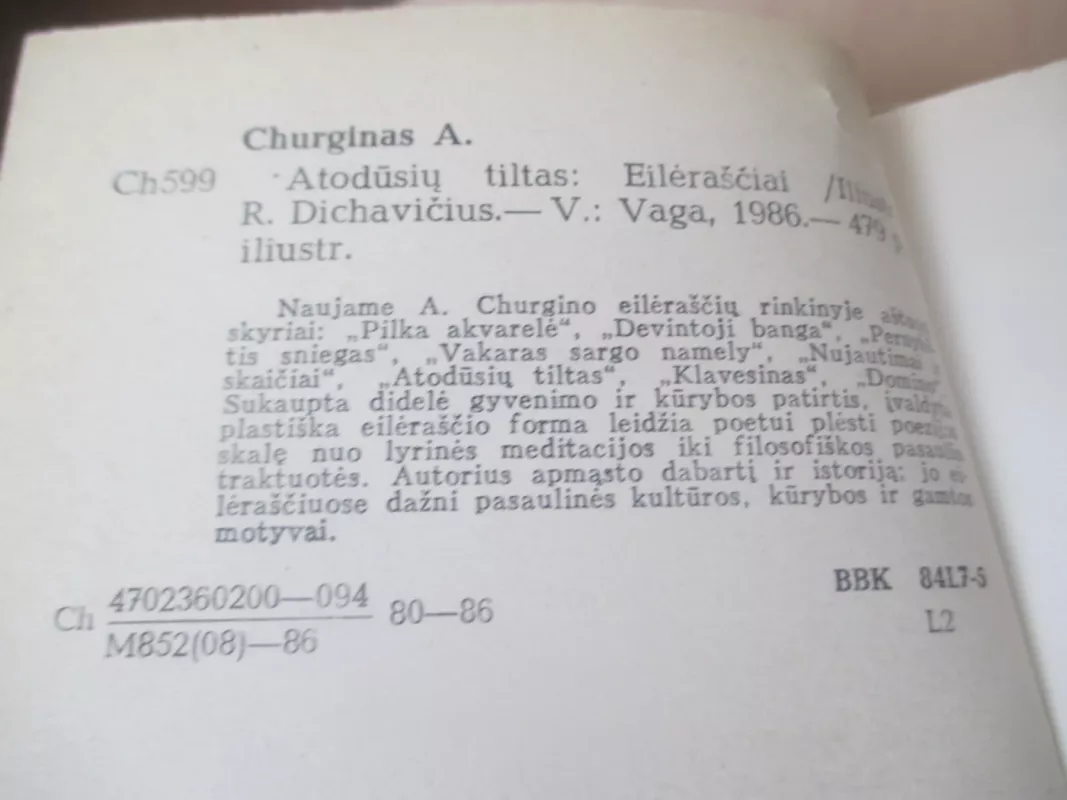 Churginas A.
Ch599 Atodūsių tiltas: Eilėraščiai
R. Dichavičius.— V.: Vaga, 1986.— 479
iliustr.
Naujame A. Churgino eilėraščių rinkinyje
skyriai: „Pilka akvarelė“, „Devintoji banga“,
tis sniegas“, „Vakaras sargo namely“, „Nujautimai
skaičiai“, „Atodūsių tiltas“, „Klavesinas“, „Domino
Sukaupta didelė gyvenimo ir kūrybos patirtis,
plastiška eilėraščio forma leidžia poetui plėsti
skalę nuo lyrinės meditacijos iki filosofiškos
traktuotės. Autorius apmąsto dabartį ir istoriją; jo ei-
lėraščiuose dažni pasaulinės kultūros, kūrybos ir gamtos
motyvai.
Ch 4702360200—094 80—86
M852(08)—86
BBK 84L7-5
L2